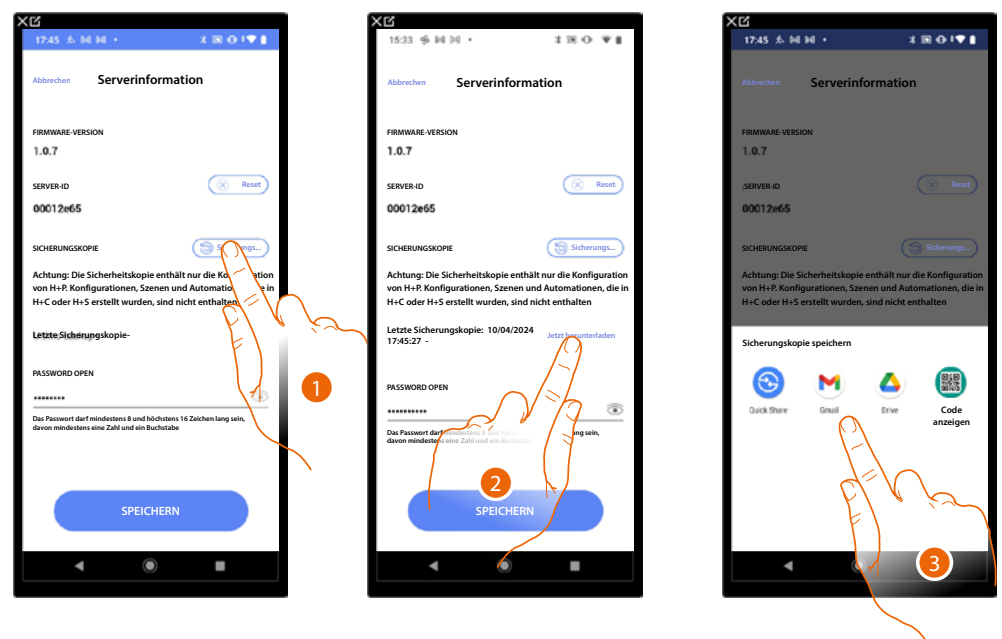 17:45
Abbrechen
Serverinformation
FIRMWARE-VERSION
1.0.7
SERVER-ID
Reset
00012e65
SICHERUNGSKOPIE
Achtung: Die Sicherheitskopie enthält nur die Konfiguration
von H+P. Konfigurationen, Szenen und Automationen, die in
H+C oder H+S erstellt wurden, sind nicht enthalten
Letzte Sicherungskopie-
PASSWORD OPEN
••••••••
Das Passwort darf mindestens 8 und höchstens 16 Zeichen lang sein,
davon mindestens eine Zahl und ein Buchstabe
SPEICHERN
1
15:33
Abbrechen
Serverinformation
FIRMWARE-VERSION
1.0.7
SERVER-ID
Reset
00012e65
SICHERUNGSKOPIE
Sicherungs...
Achtung: Die Sicherheitskopie enthält nur die Konfiguration
von H+P. Konfigurationen, Szenen und Automationen, die in
H+C oder H+S erstellt wurden, sind nicht enthalten
Letzte Sicherungskopie: 10/04/2024
17:45:27 -
Jetzt herunterladen
PASSWORD OPEN
••••••••••
Das Passwort darf mindestens 8 und lang sein,
davon mindestens eine Zahl und ein Buchstabe
SPEICHERN
2
17:45
Abbrechen
Serverinformation
FIRMWARE-VERSION
1.0.7
SERVER-ID
Reset
00012e65
SICHERUNGSKOPIE
Sicherungs...
Achtung: Die Sicherheitskopie enthält nur die Konfiguration
von H+P. Konfigurationen, Szenen und Automationen, die in
H+C oder H+S erstellt wurden, sind nicht enthalten
Sicherungskopie speichern
Quick Share
Gmail
Drive
Code
anzeigen
3